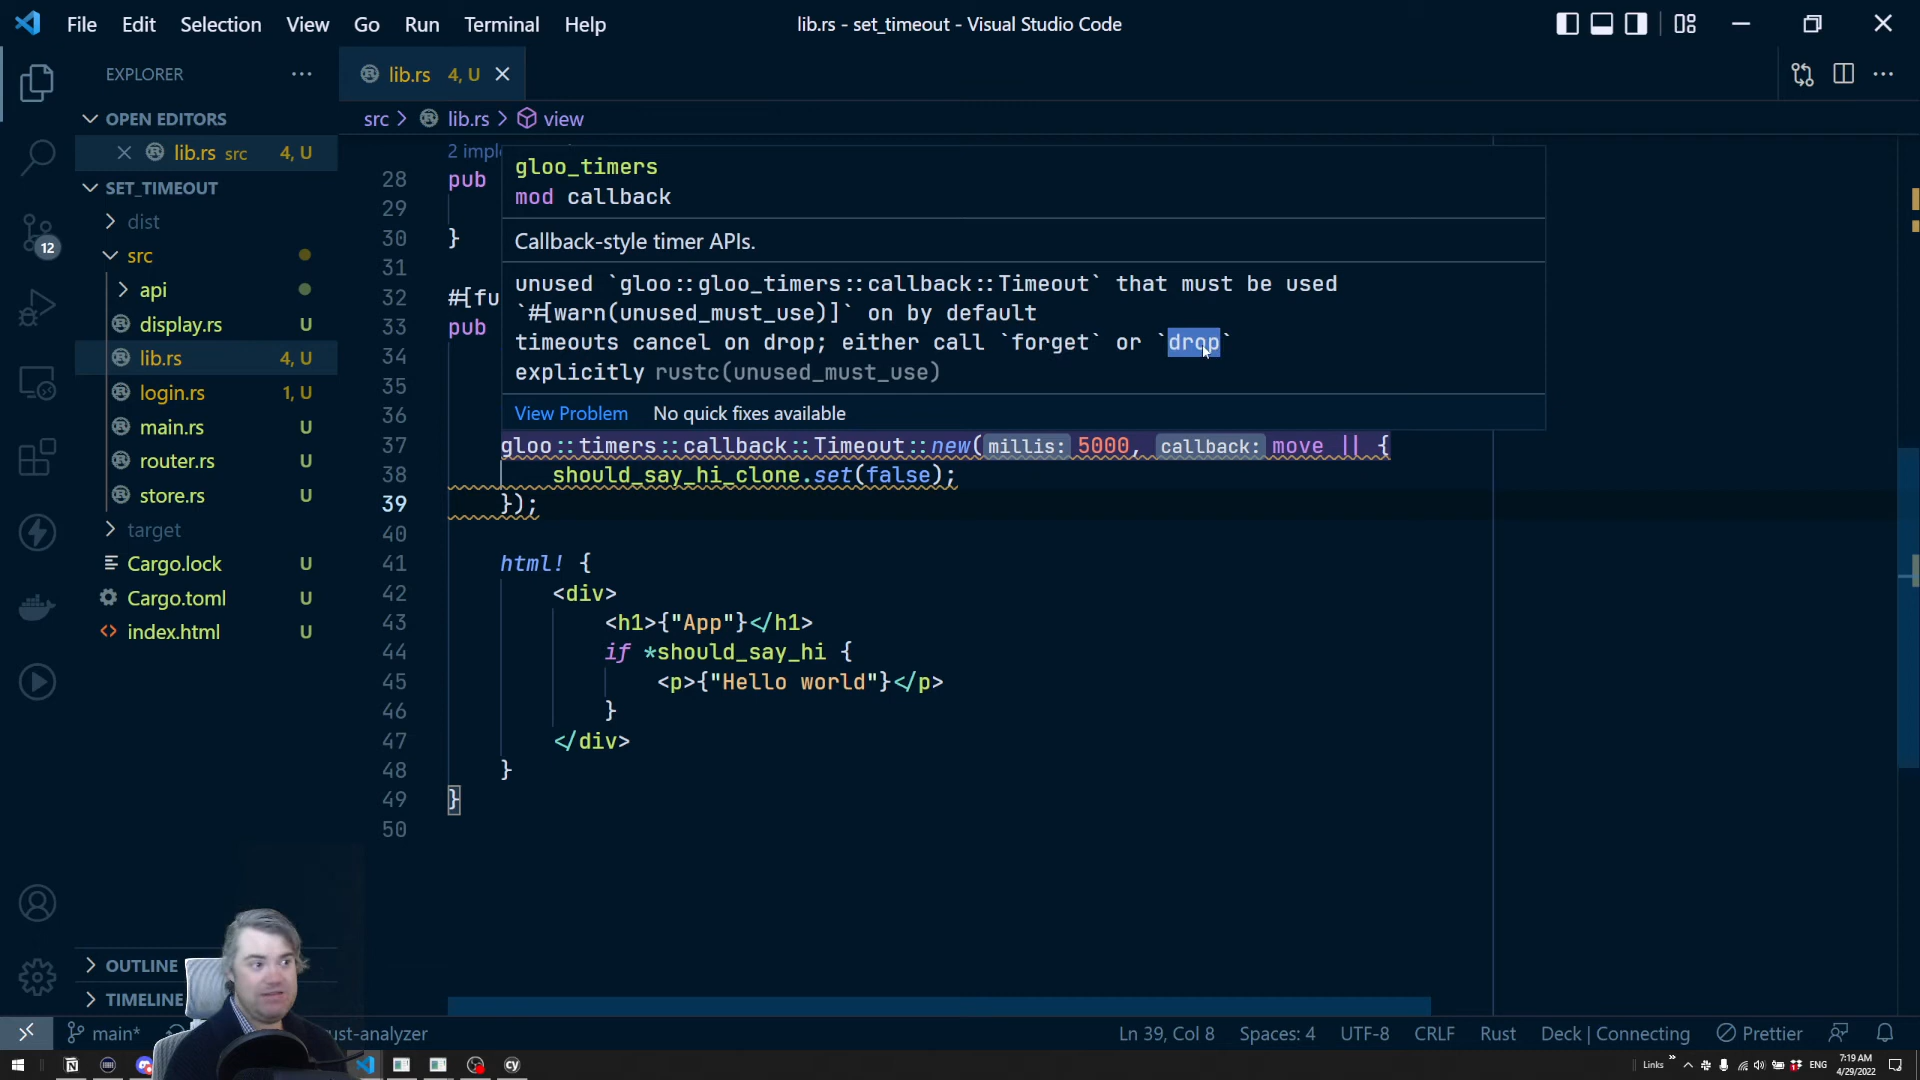 File Edit Selection View Go Run Terminal Help
lib.rs - set_timeout - Visual Studio Code
EXPLORER
OPEN EDITORS
lib.rs src 4, U
SET_TIMEOUT
dist
src
api
display.rs U
lib.rs 4, U
login.rs 1, U
main.rs U
router.rs U
store.rs U
target
Cargo.lock U
Cargo.toml U
index.html U
OUTLINE
TIMELINE
12
lib.rs 4, U
src > lib.rs > view
2 impl
28 pub
29
30 }
31
32 #[fu
33 pub
34
35
36
gloo_timers
mod callback
Callback-style timer APIs.
unused `gloo::gloo_timers::callback::Timeout` that must be used
`#[warn(unused_must_use)]` on by default
timeouts cancel on drop; either call `forget` or `drop`
explicitly rustc(unused_must_use)
View Problem No quick fixes available
37 gloo::timers::callback::Timeout::new(millis: 5000, callback: move || {
38 should_say_hi_clone.set(false);
39 });
40
41 html! {
42 <div>
43 <h1>{"App"}</h1>
44 if *should_say_hi {
45 <p>{"Hello world"}</p>
46 }
47 </div>
48 }
49 }
50
main* ust-analyzer Ln 39, Col 8 Spaces: 4 UTF-8 CRLF Rust Deck | Connecting Prettier
cy Links ENG 7:19 AM
4/29/2022